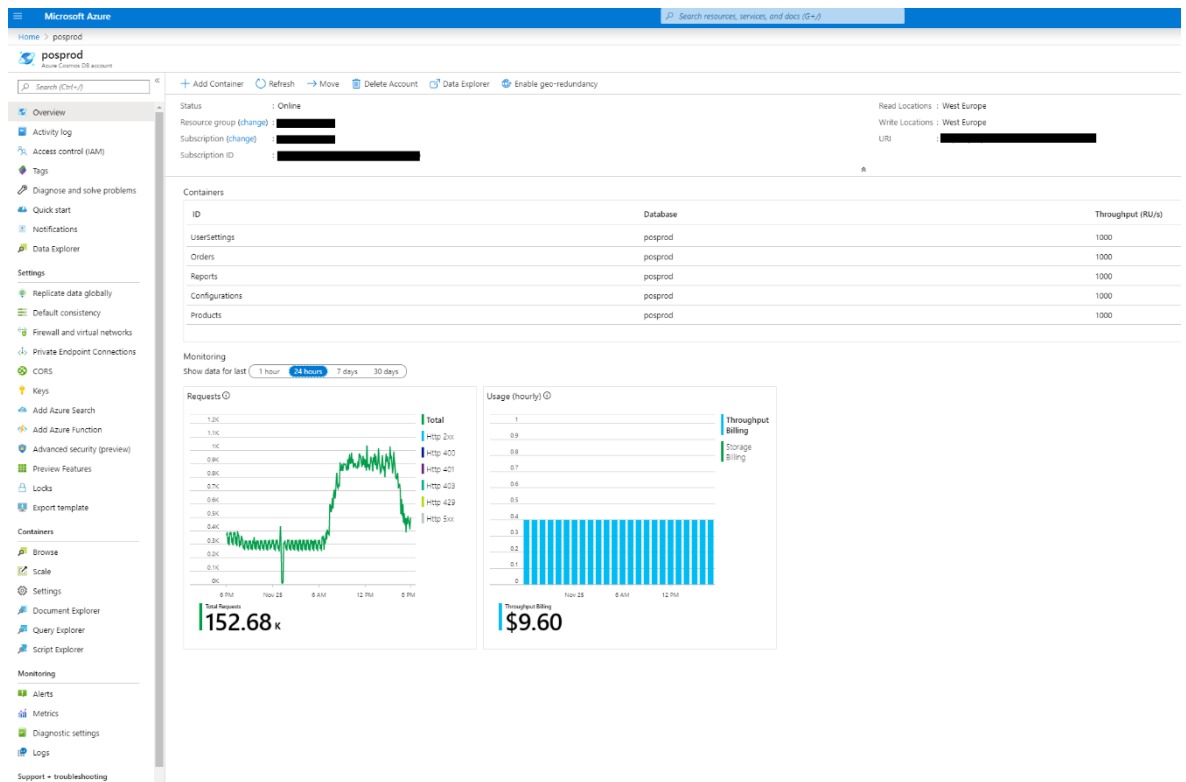 Microsoft Azure
Search resources, services, and docs (G+/)
Home > posprod
posprod
Azure Cosmos DB account
Search (Ctrl+/)
«
Overview
Activity log
Access control (IAM)
Tags
Diagnose and solve problems
Quick start
Notifications
Data Explorer
Settings
Replicate data globally
Default consistency
Firewall and virtual networks
Private Endpoint Connections
CORS
Keys
Add Azure Search
Add Azure Function
Advanced security (preview)
Preview Features
Locks
Export template
Containers
Browse
Scale
Settings
Document Explorer
Query Explorer
Script Explorer
Monitoring
Alerts
Metrics
Diagnostic settings
Logs
Support + troubleshooting
Add Container Refresh Move Delete Account Data Explorer Enable geo-redundancy
Status : Online
Resource group (change) :
Subscription (change) :
Subscription ID :
Read Locations : West Europe
Write Locations : West Europe
URI :
Containers
ID Database Throughput (RU/s)
UserSettings posprod 1000
Orders posprod 1000
Reports posprod 1000
Configurations posprod 1000
Products posprod 1000
Monitoring
Show data for last 1 hour 24 hours 7 days 30 days
Requests
1.2K
1.1K
1K
0.9K
0.8K
0.7K
0.6K
0.5K
0.4K
0.3K
0.2K
0.1K
0K
6 PM Nov 28 6 AM 12 PM 6 PM
Total
Http 2xx
Http 400
Http 401
Http 403
Http 429
Http 5xx
Total Requests
152.68 K
Usage (hourly)
1
0.9
0.8
0.7
0.6
0.5
0.4
0.3
0.2
0.1
0
Nov 28 6 AM 12 PM
Throughput
Billing
Storage
Billing
Throughput Billing
$9.60